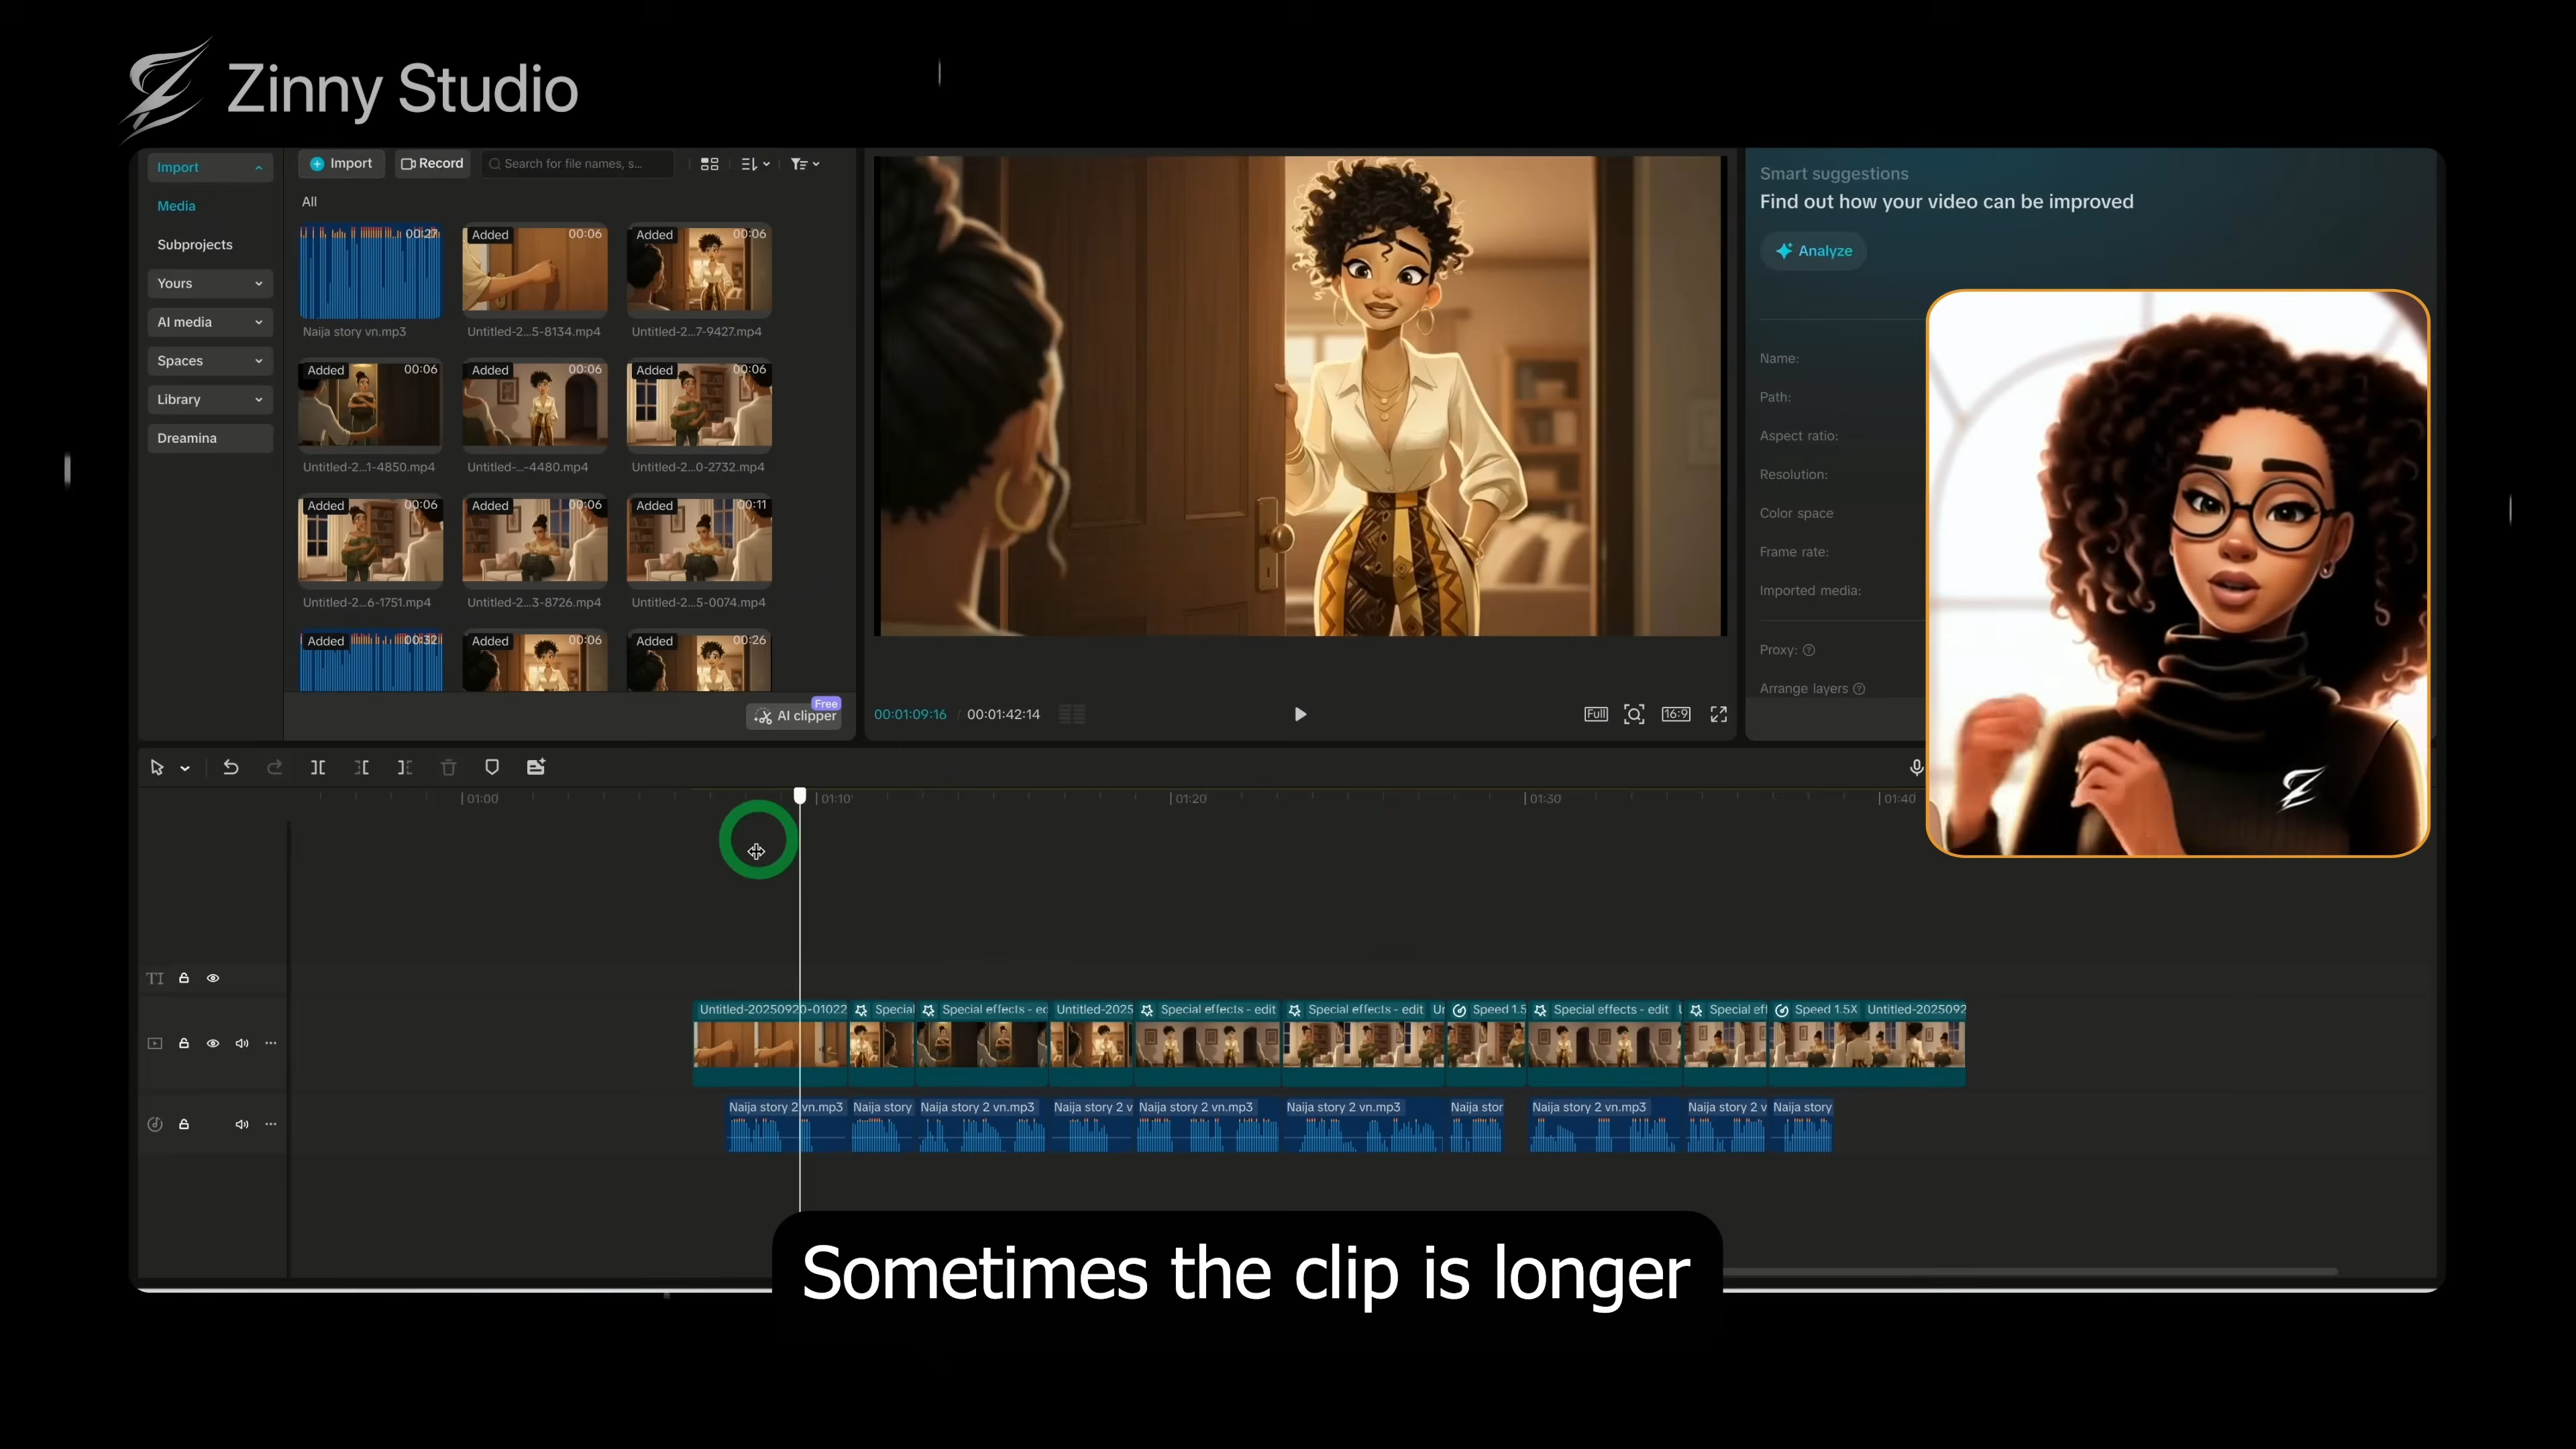 Zinny Studio
Import
Media
Subprojects
Yours
AI media
Spaces
Library
Dreamina
Import
Record
Search for file names, s...
All
00:27
Added 00:06
Added 00:06
Naija story vn.mp3
Untitled-2...5-8134.mp4
Untitled-2...7-9427.mp4
Added 00:06
Added 00:06
Added 00:06
Untitled-2...1-4850.mp4
Untitled-...-4480.mp4
Untitled-2...0-2732.mp4
Added 00:06
Added 00:06
Added 00:11
Untitled-2...6-1751.mp4
Untitled-2...3-8726.mp4
Untitled-2...5-0074.mp4
Added 00:32
Added 00:06
Added 00:26
Free
AI clipper
00:01:09:16 / 00:01:42:14
Full
16:9
Smart suggestions
Find out how your video can be improved
Analyze
Name:
Path:
Aspect ratio:
Resolution:
Color space
Frame rate:
Imported media:
Proxy:
Arrange layers
01:00
01:10
01:20
01:30
01:40
TI
Untitled-20250920-01022
Special
Special effects - ed
Untitled-2025
Special effects - edit
Special effects - edit Un
Speed 1.5
Special effects - edit
Special eff
Speed 1.5X Untitled-2025092
Naija story 2 vn.mp3
Naija story
Naija story 2 vn.mp3
Naija story 2 v
Naija story 2 vn.mp3
Naija story 2 vn.mp3
Naija stor
Naija story 2 vn.mp3
Naija story 2 v
Naija story
Sometimes the clip is longer